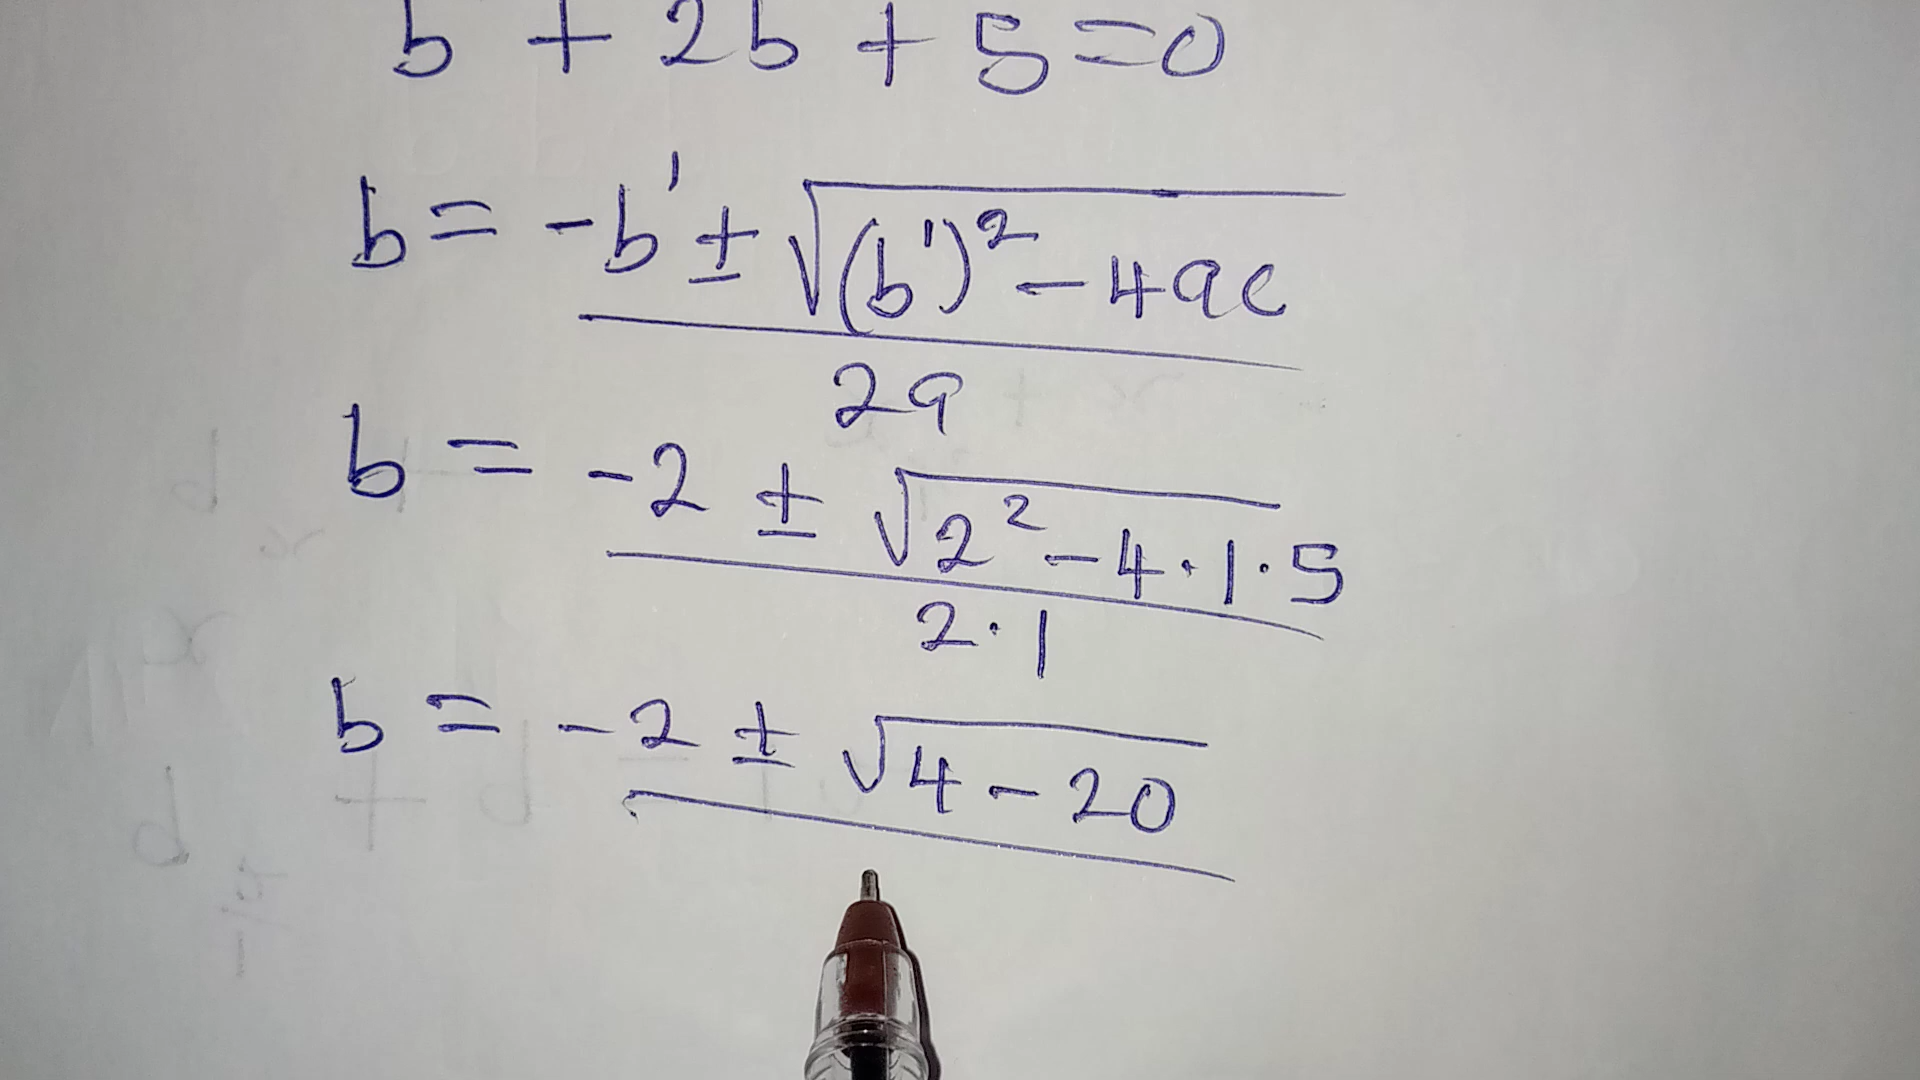 b + 2b + 5 = 0
b = -b' ± √(b')² - 4ac
2a
b = -2 ± √2² - 4·1·5
2·1
b = -2 ± √4 - 20